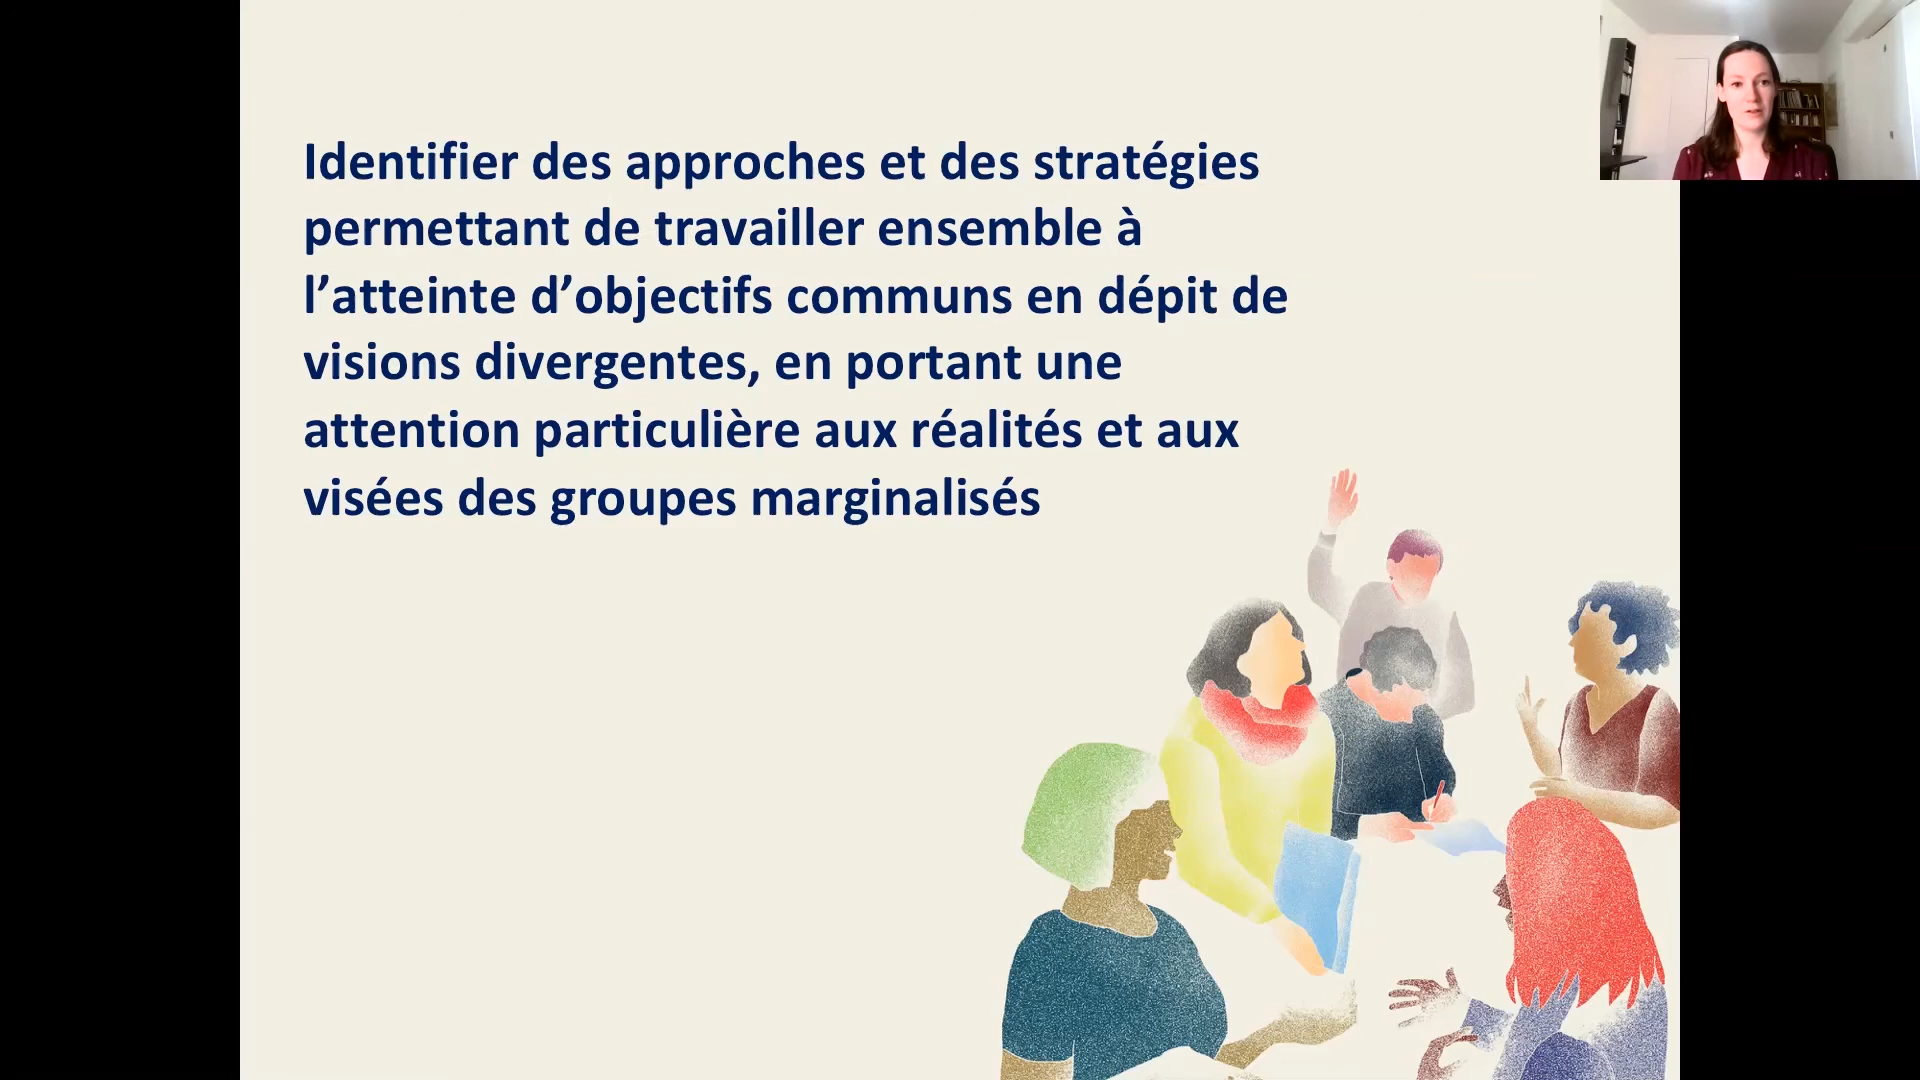 Identifier des approches et des stratégies
permettant de travailler ensemble à
l’atteinte d’objectifs communs en dépit de
visions divergentes, en portant une
attention particulière aux réalités et aux
visées des groupes marginalisés